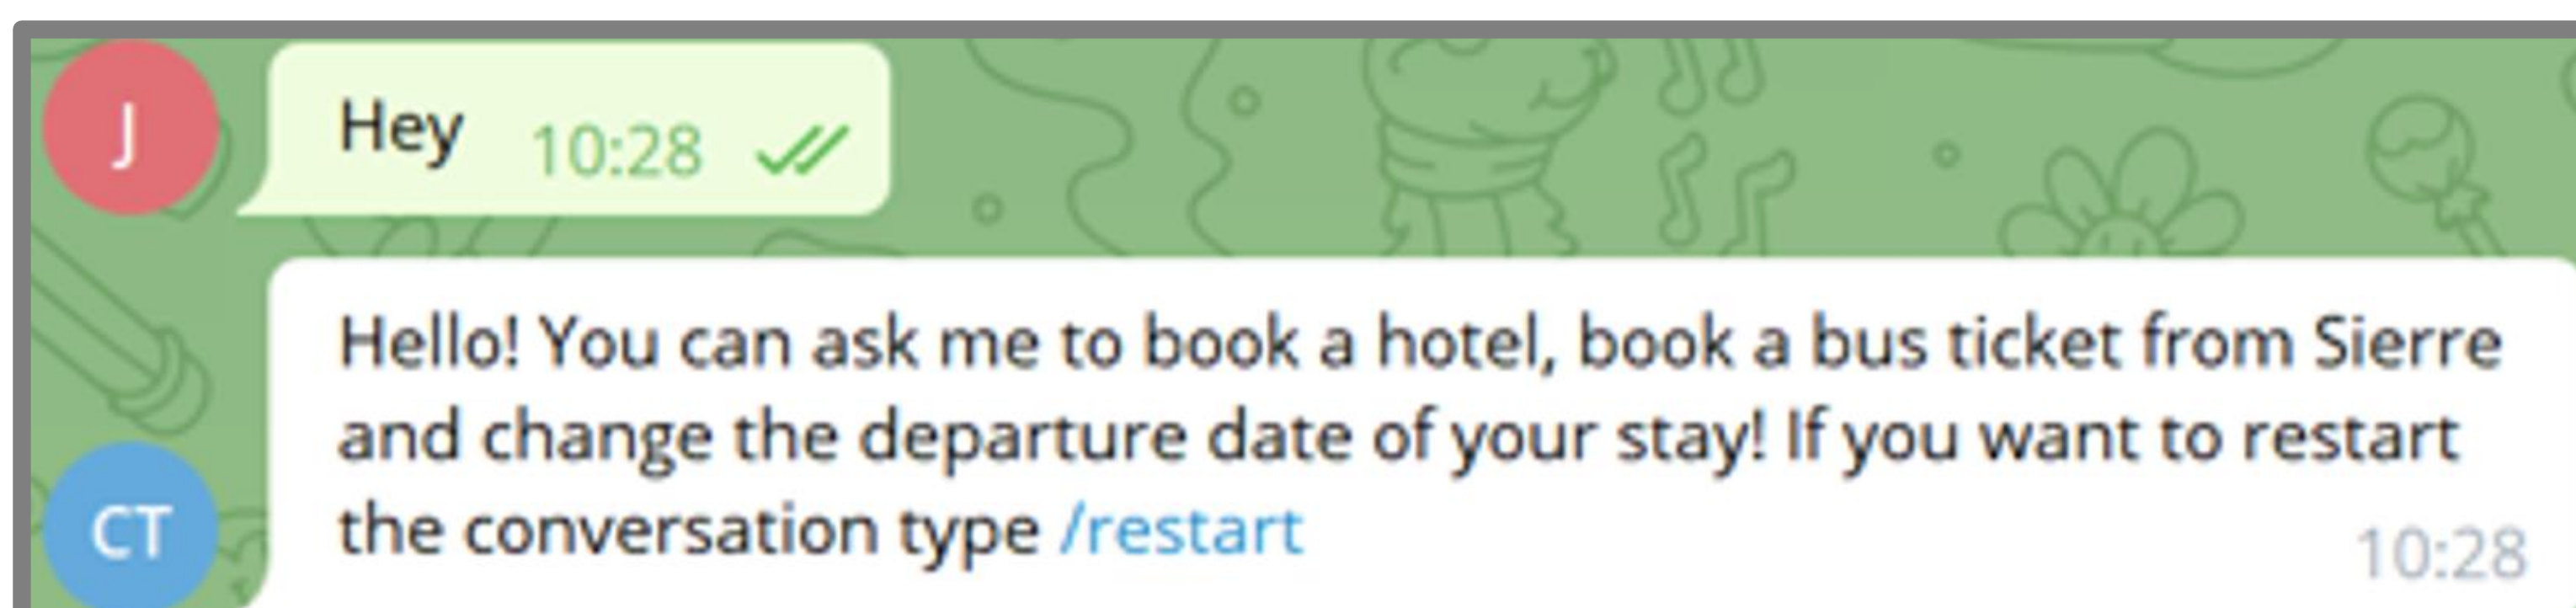 J
Hey 10:28
Hello! You can ask me to book a hotel, book a bus ticket from Sierre
and change the departure date of your stay! If you want to restart
the conversation type /restart
CT
10:28